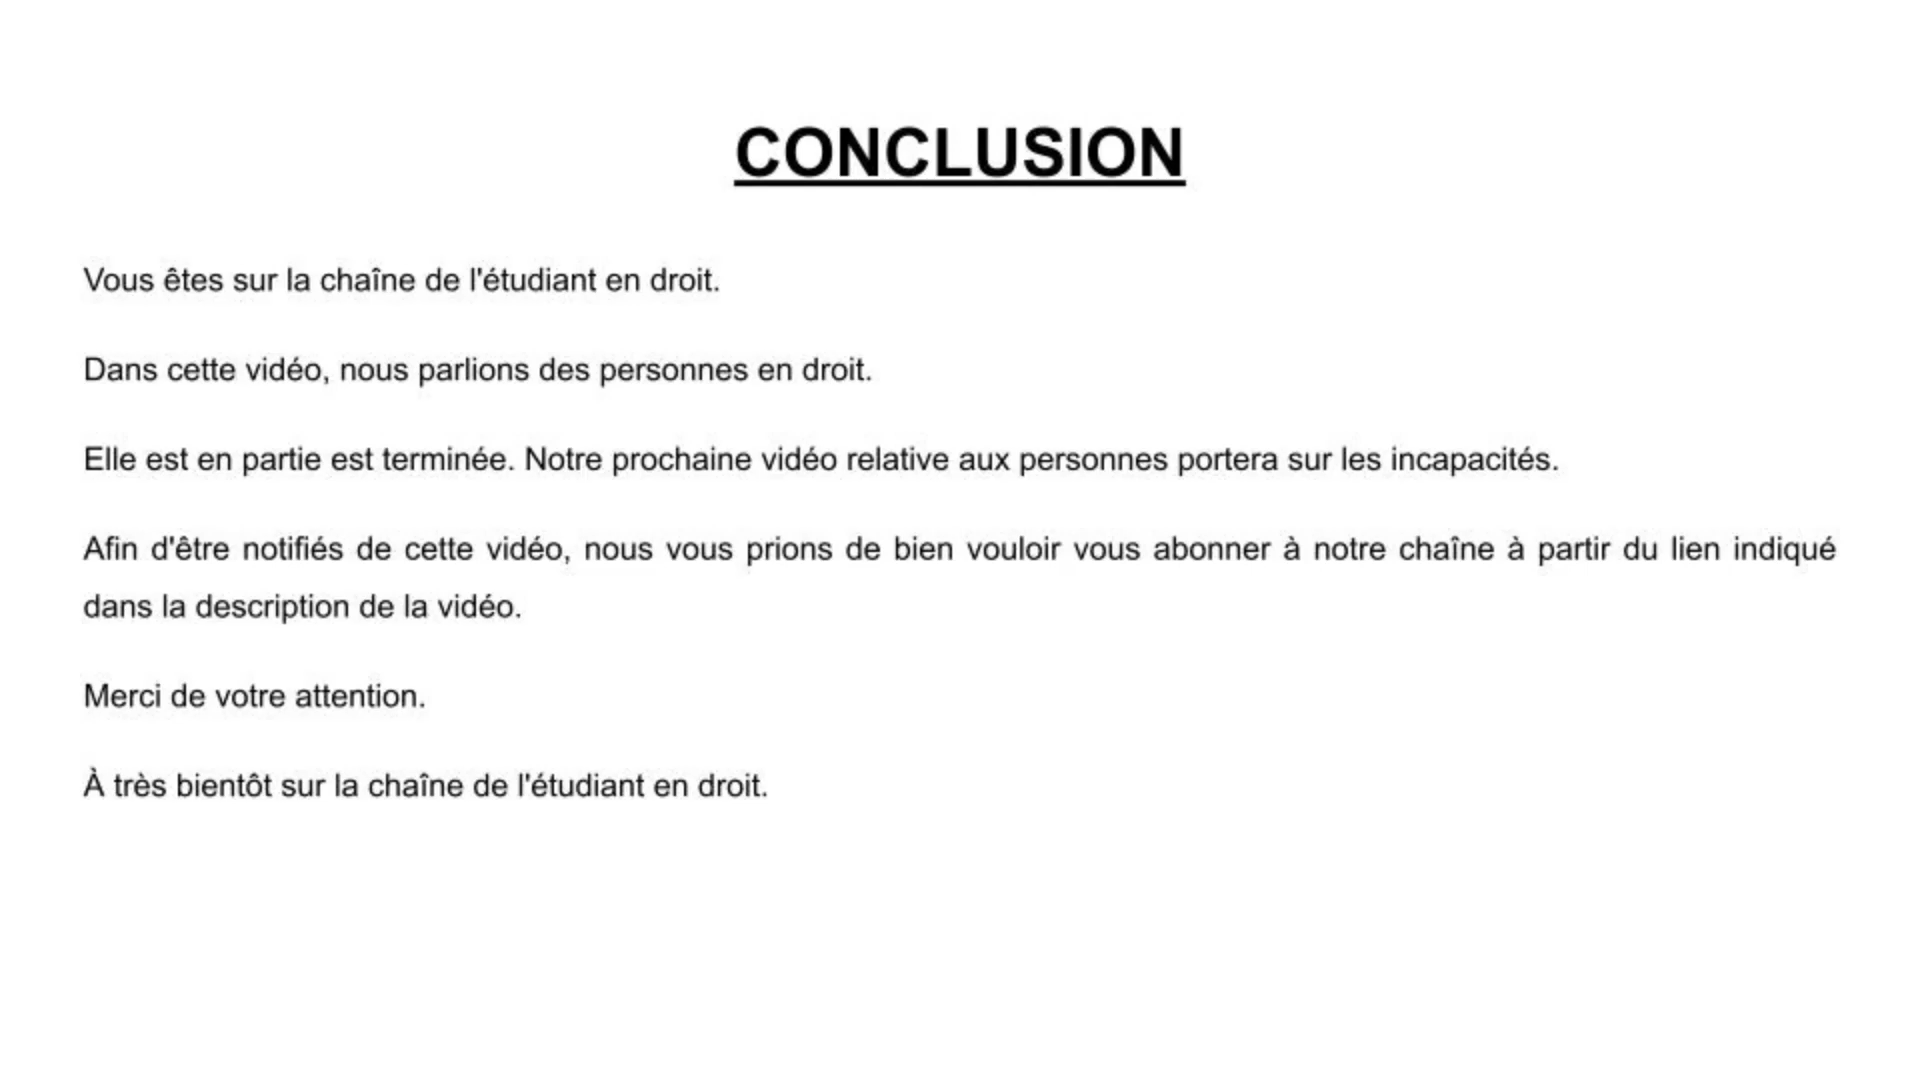 CONCLUSION
Vous êtes sur la chaîne de l'étudiant en droit.
Dans cette vidéo, nous parlions des personnes en droit.
Elle est en partie est terminée. Notre prochaine vidéo relative aux personnes portera sur les incapacités.
Afin d'être notifiés de cette vidéo, nous vous prions de bien vouloir vous abonner à notre chaîne à partir du lien indiqué
dans la description de la vidéo.
Merci de votre attention.
À très bientôt sur la chaîne de l'étudiant en droit.